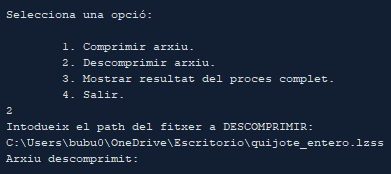 Selecciona una opció:
1. Comprimir arxiu.
2. Descomprimir arxiu.
3. Mostrar resultat del proces complet.
4. Salir.
2
Intodueix el path del fitxer a DESCOMPRIMIR:
C:\Users\bubu0\OneDrive\Escritorio\quijote_entero.lzss
Arxiu descomprimit: